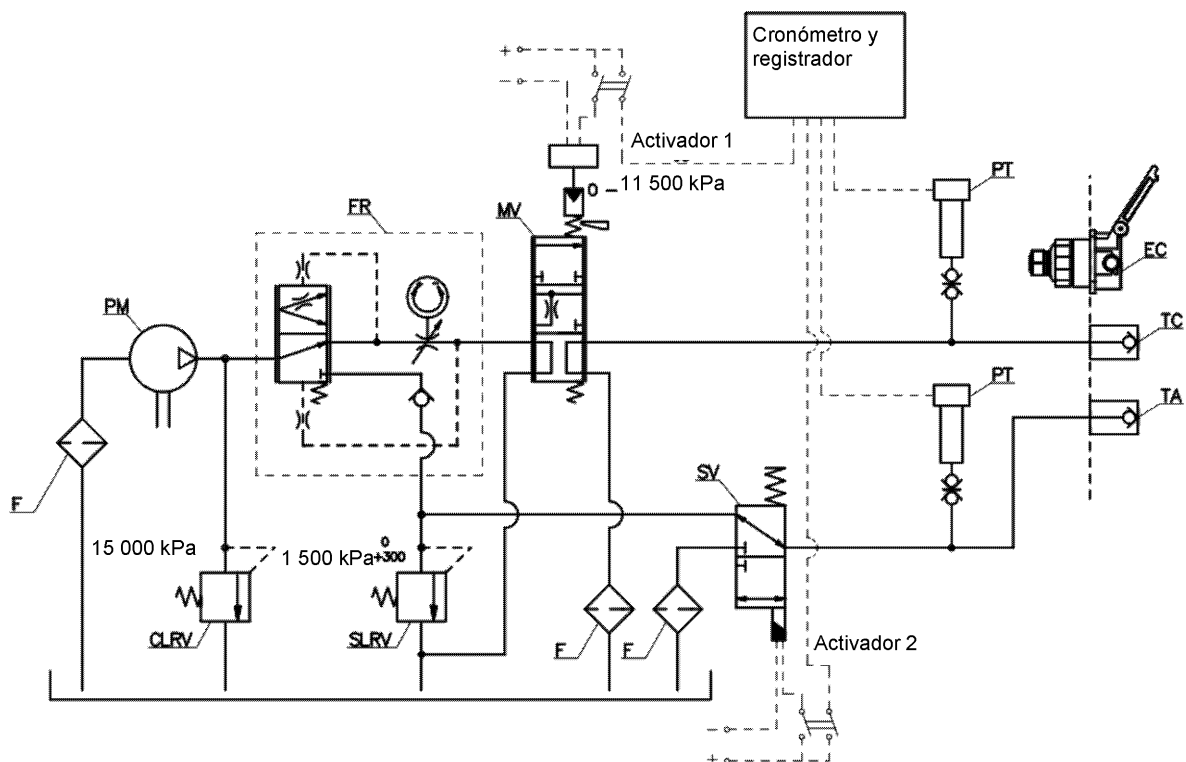 Cronómetro y
registrador
+
−
Activador 1
0 – 11 500 kPa
PT
FR
MV
EC
PM
TC
PT
TA
F
SV
15 000 kPa
1 500 kPa 0
+300
CLRV
SLRV
F
F
Activador 2
−
+